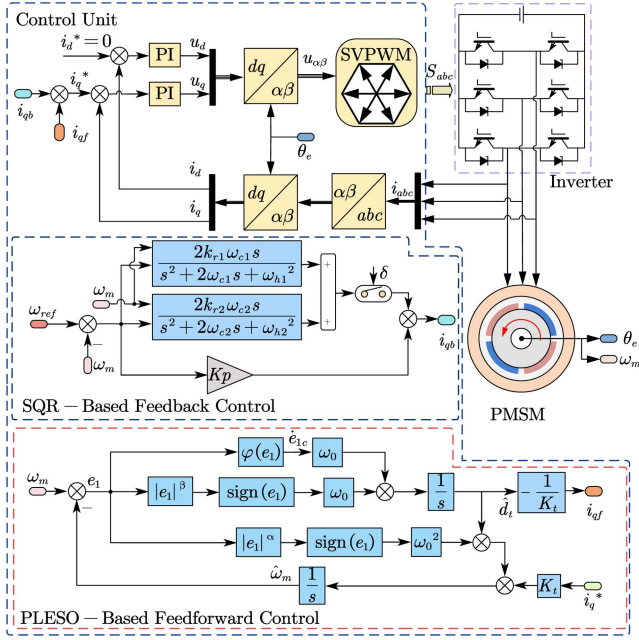 Control Unit
i_d* = 0
PI
u_d
i_q*
PI
u_q
i_qb
i_qf
dq
αβ
u_αβ
SVPWM
S_abc
Inverter
θ_e
i_d
i_q
dq
αβ
αβ
abc
i_abc
2k_r1 ω_c1 s
s² + 2ω_c1 s + ω_h1²
+
ω_m
2k_r2 ω_c2 s
s² + 2ω_c2 s + ω_h2²
+
δ
ω_ref
−
ω_m
Kp
i_qb
SQR − Based Feedback Control
θ_e
ω_m
PMSM
φ(e_1)
ė_1c
ω_0
ω_m
e_1
−
|e_1|^β
sign(e_1)
ω_0
1
s
d̂_t
− 1
K_t
i_qf
|e_1|^α
sign(e_1)
ω_0²
ω̂_m
1
s
K_t
i_q*
PLESO − Based Feedforward Control